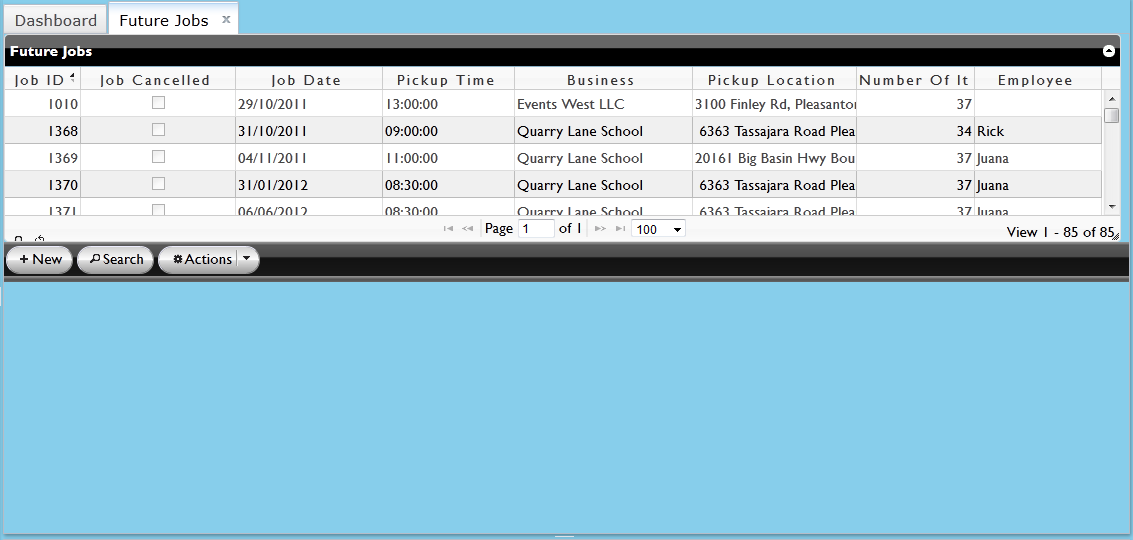 Dashboard Future Jobs x
Future Jobs
Job ID Job Cancelled Job Date Pickup Time Business Pickup Location Number Of It Employee
1010 29/10/2011 13:00:00 Events West LLC 3100 Finley Rd, Pleasanton 37
1368 31/10/2011 09:00:00 Quarry Lane School 6363 Tassajara Road Plea 34 Rick
1369 04/11/2011 11:00:00 Quarry Lane School 20161 Big Basin Hwy Bou 37 Juana
1370 31/01/2012 08:30:00 Quarry Lane School 6363 Tassajara Road Plea 37 Juana
1371 06/06/2012 08:30:00 Quarry Lane School 6363 Tassajara Road Plea 37 Juana
Page 1 of 1 100 View 1 - 85 of 85
+ New Search Actions